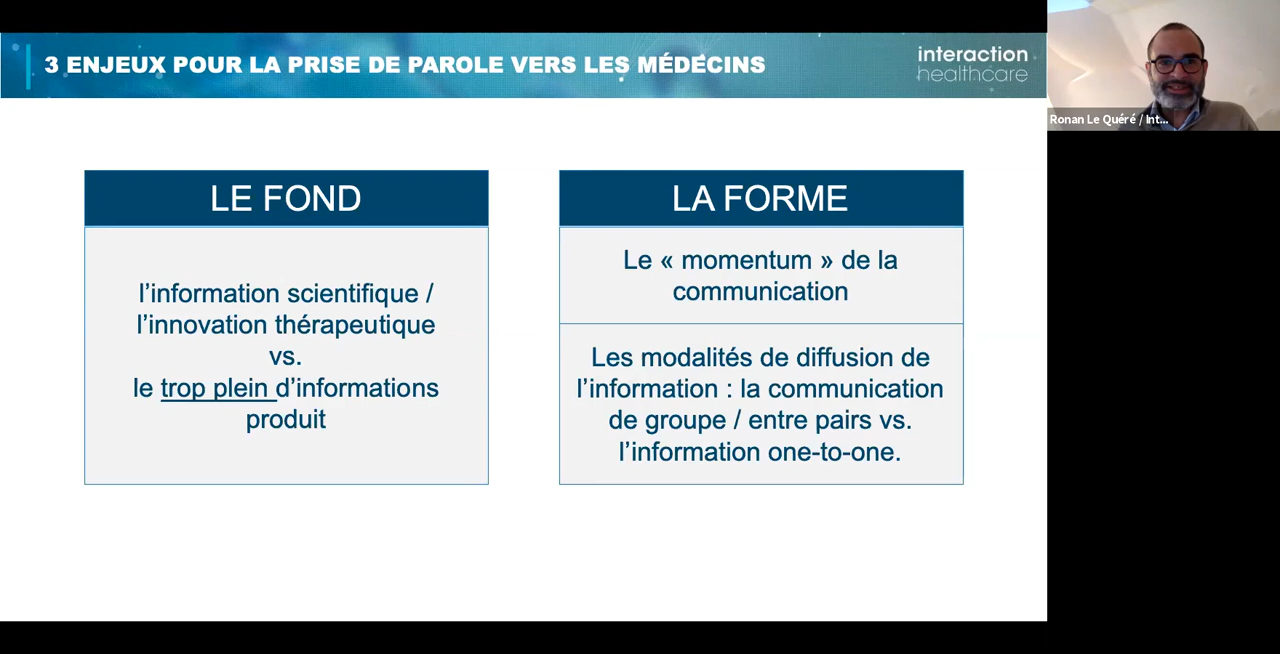 3 ENJEUX POUR LA PRISE DE PAROLE VERS LES MÉDECINS
interaction
healthcare
Ronan Le Quéré / Int...
LE FOND
l'information scientifique /
l'innovation thérapeutique
vs.
le trop plein d'informations
produit
LA FORME
Le « momentum » de la
communication
Les modalités de diffusion de
l'information : la communication
de groupe / entre pairs vs.
l'information one-to-one.